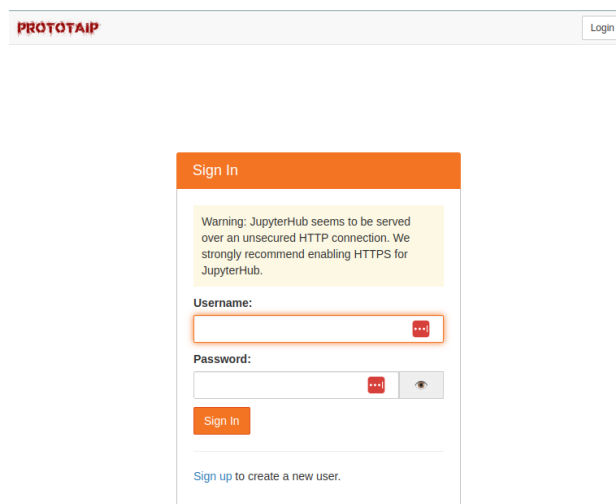 PROTOTAIP
Login
Sign In
Warning: JupyterHub seems to be served
over an unsecured HTTP connection. We
strongly recommend enabling HTTPS for
JupyterHub.
Username:
Password:
Sign In
Sign up to create a new user.